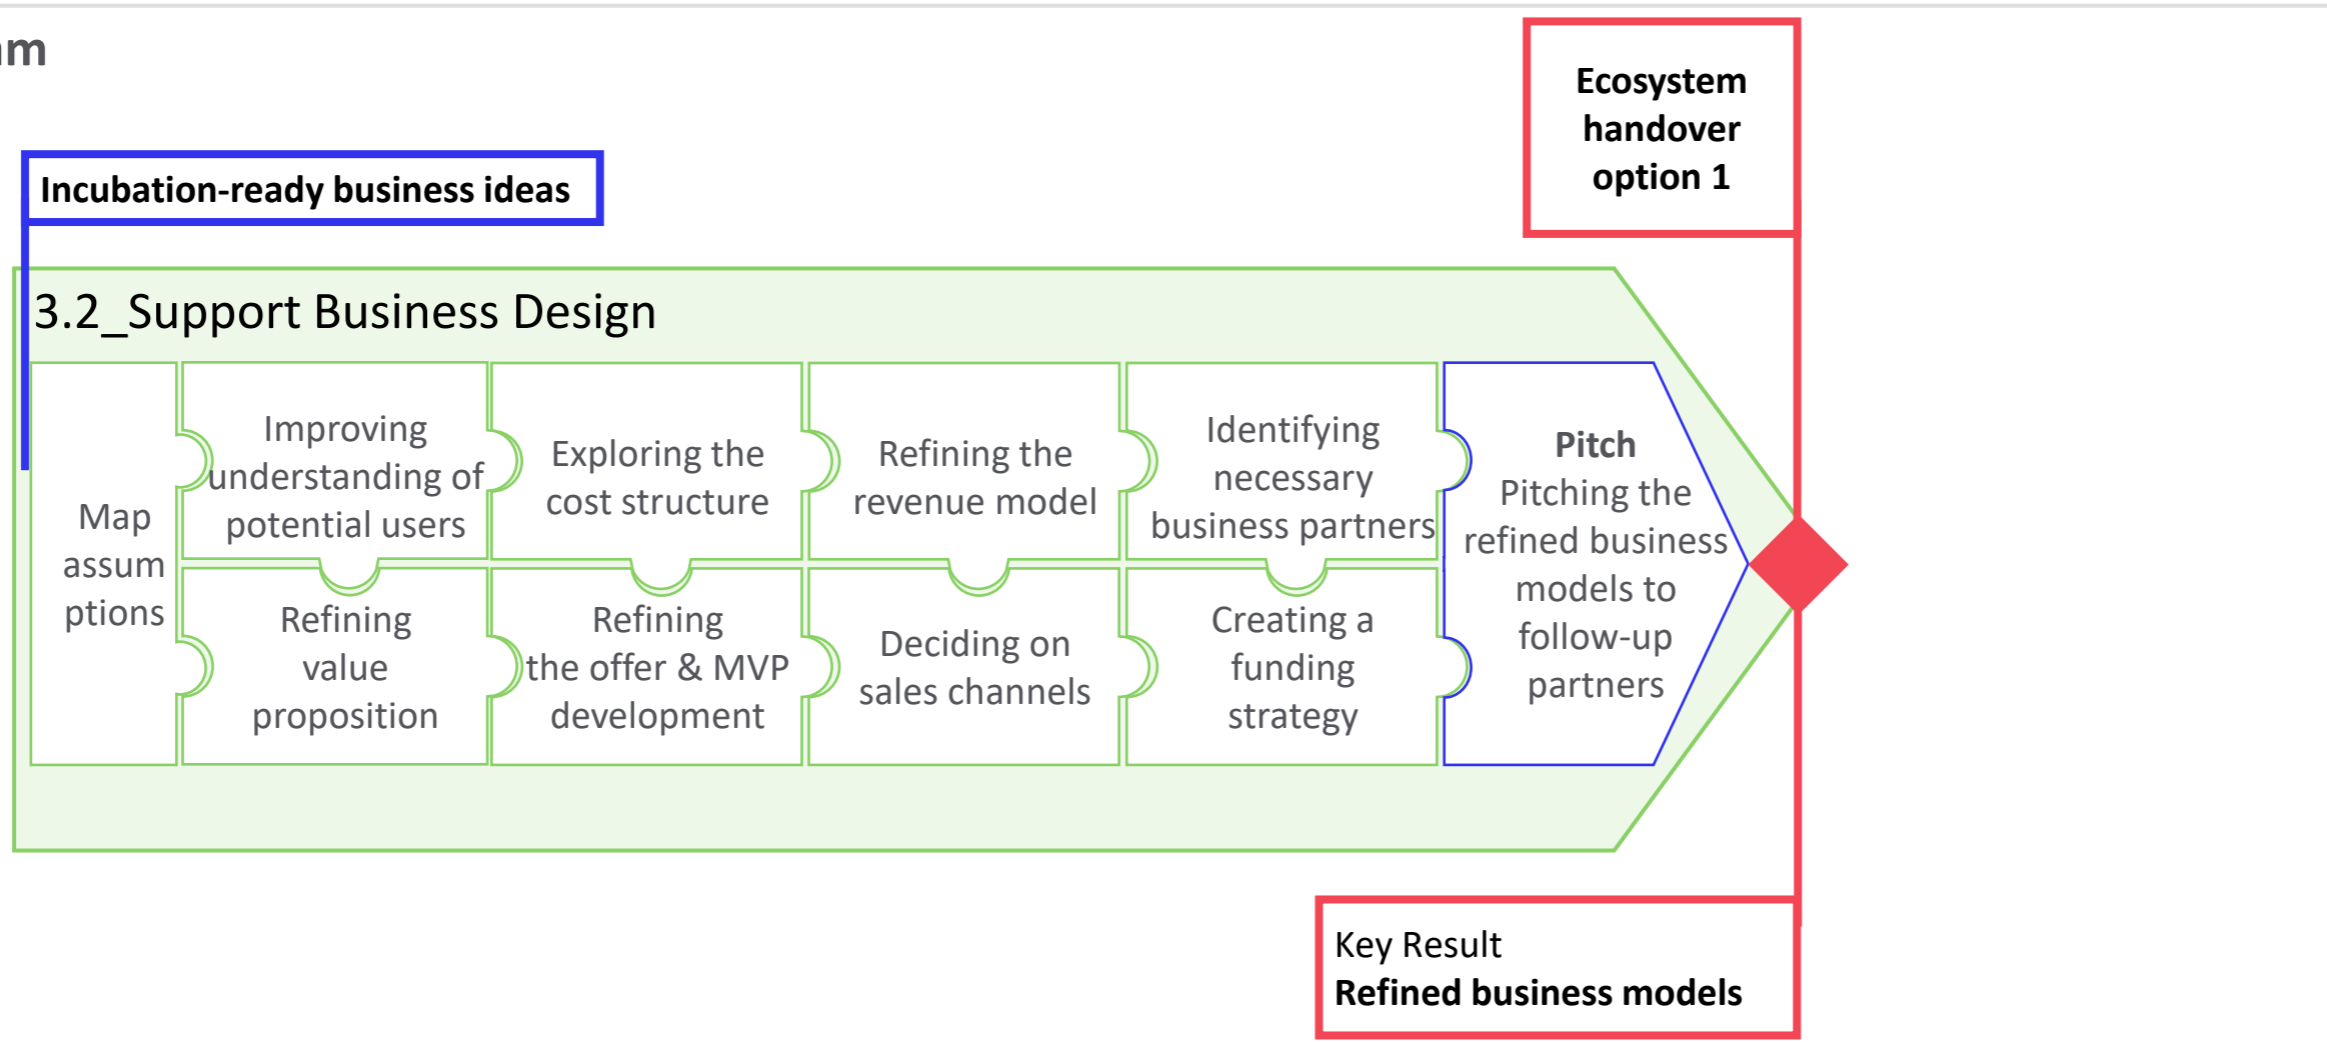 Ecosystem
handover
option 1
Incubation-ready business ideas
3.2_Support Business Design
Map
assum
ptions
Improving
understanding of
potential users
Exploring the
cost structure
Refining the
revenue model
Identifying
necessary
business partners
Refining
value
proposition
Refining
the offer & MVP
development
Deciding on
sales channels
Creating a
funding
strategy
Pitch
Pitching the
refined business
models to
follow-up
partners
Key Result
Refined business models